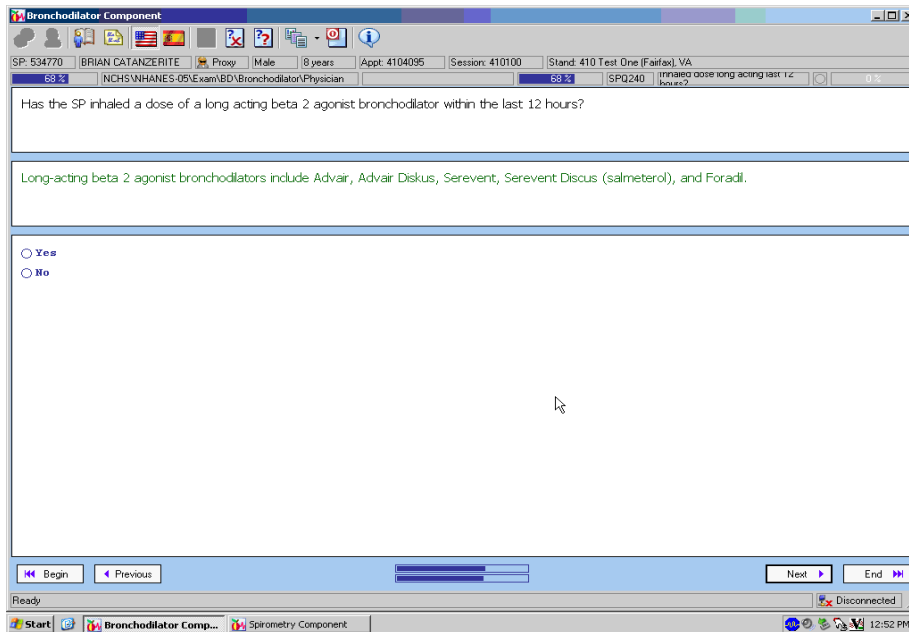 Bronchodilator Component
SP: 534770 BRIAN CATANZERITE Proxy Male 8 years Appt: 4104095 Session: 410100 Stand: 410 Test One (Fairfax), VA
68 % NCHS\NHANES-05\Exam\BD\Bronchodilator\Physician 68 % SPQ240 Inhaled dose long acting last 12 hours? 0 %
Has the SP inhaled a dose of a long acting beta 2 agonist bronchodilator within the last 12 hours?
Long-acting beta 2 agonist bronchodilators include Advair, Advair Diskus, Serevent, Serevent Discus (salmeterol), and Foradil.
Yes
No
Begin Previous Next End
Ready Disconnected
Start Bronchodilator Comp... Spirometry Component 12:52 PM